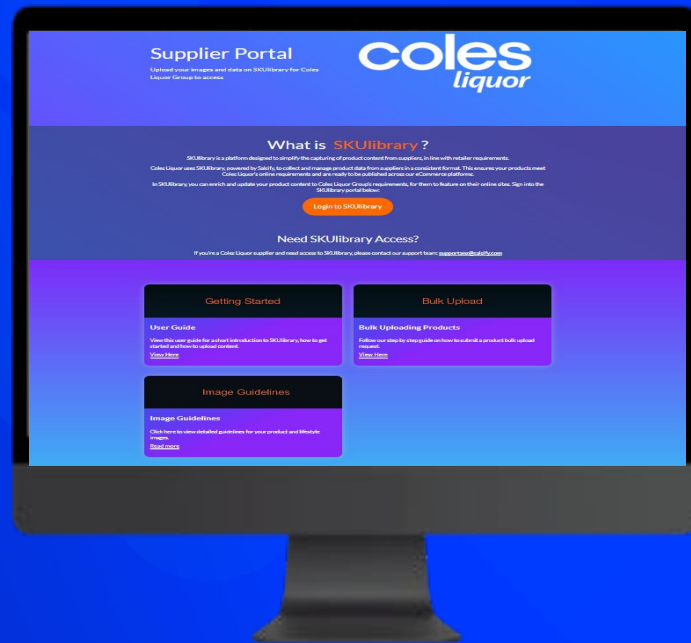 Supplier Portal
Upload your images and data on SKUlibrary for Coles
Liquor Group to access
coles
liquor
What is SKUlibrary ?
SKUlibrary is a platform designed to simplify the capturing of product content from suppliers, in line with retailer requirements.
Coles Liquor uses SKUlibrary, powered by Salsify, to collect and manage product data from suppliers in a consistent format. This ensures your products meet
Coles Liquor's online requirements and are ready to be published across our eCommerce platforms.
In SKUlibrary, you can enrich and update your product content to Coles Liquor Group's requirements, for them to feature on their online sites. Sign into the
SKUlibrary portal below:
Login to SKUlibrary
Need SKUlibrary Access?
If you're a Coles Liquor supplier and need access to SKUlibrary, please contact our support team: supportanz@salsify.com
Getting Started
User Guide
View this user guide for a short introduction to SKUlibrary, how to get
started and how to upload content.
View Here
Bulk Upload
Bulk Uploading Products
Follow our step by step guide on how to submit a product bulk upload
request.
View Here
Image Guidelines
Image Guidelines
Click here to view detailed guidelines for your product and lifestyle
images.
Read more